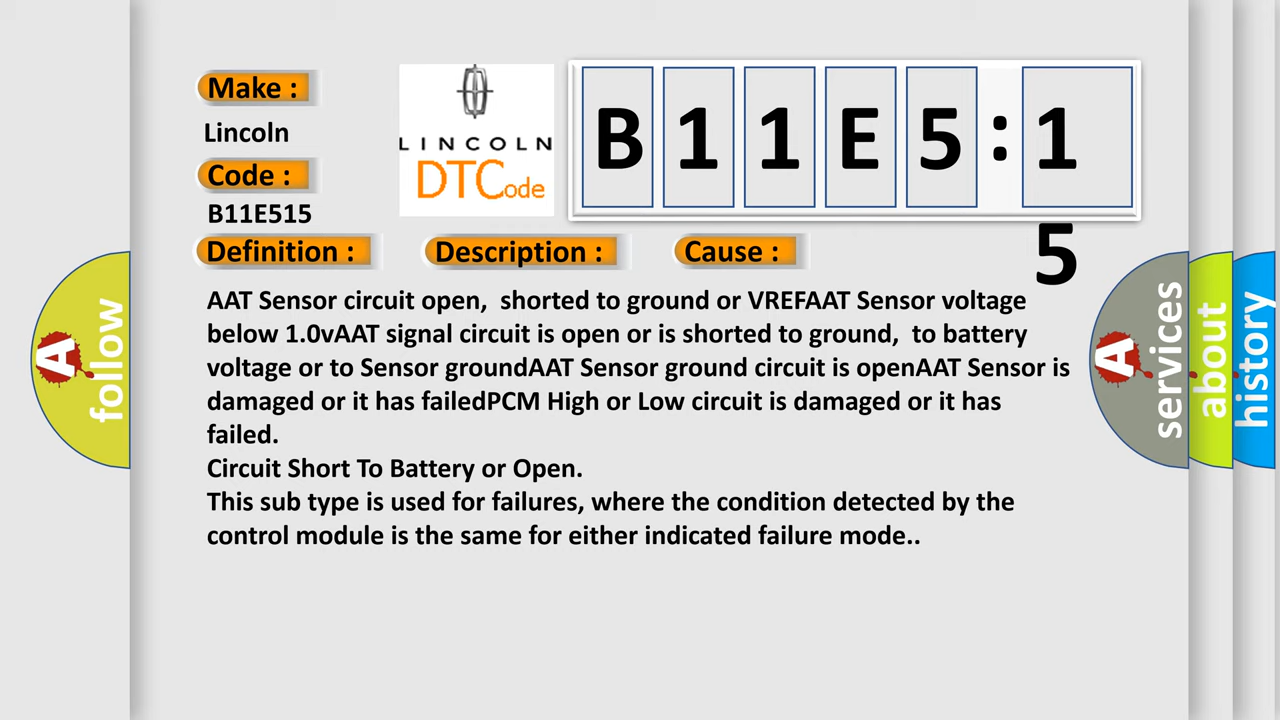 Make :
Lincoln
Code :
B11E515
LINCOLN
DTCode
B11E5:1
5
Definition :
Description :
Cause :
AAT Sensor circuit open,  shorted to ground or VREFAAT Sensor voltage
below 1.0vAAT signal circuit is open or is shorted to ground,  to battery
voltage or to Sensor groundAAT Sensor ground circuit is openAAT Sensor is
damaged or it has failedPCM High or Low circuit is damaged or it has
failed.
Circuit Short To Battery or Open.
This sub type is used for failures, where the condition detected by the
control module is the same for either indicated failure mode..
A
follow
A
services
about
history